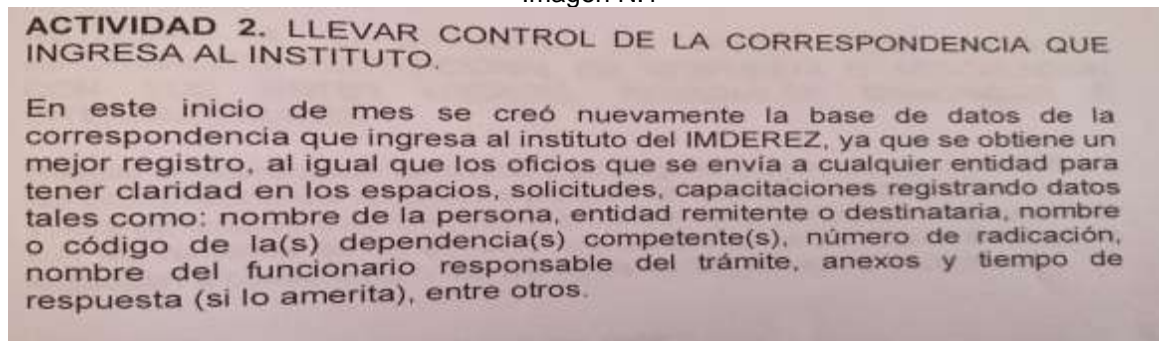 ACTIVIDAD 2. LLEVAR CONTROL DE LA CORRESPONDENCIA QUE
INGRESA AL INSTITUTO.
En este inicio de mes se creó nuevamente la base de datos de la
correspondencia que ingresa al instituto del IMDEREZ, ya que se obtiene un
mejor registro, al igual que los oficios que se envía a cualquier entidad para
tener claridad en los espacios, solicitudes, capacitaciones registrando datos
tales como: nombre de la persona, entidad remitente o destinataria, nombre
o código de la(s) dependencia(s) competente(s), número de radicación,
nombre del funcionario responsable del trámite, anexos y tiempo de
respuesta (si lo amerita), entre otros.